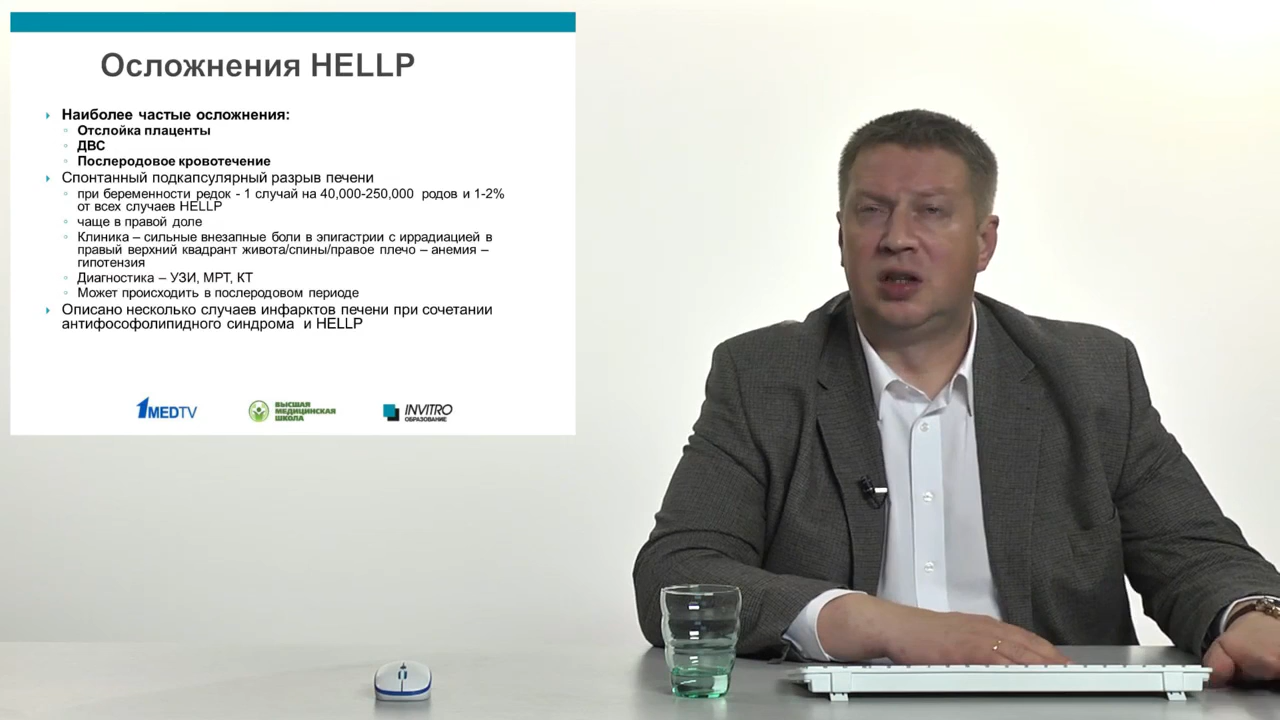 Осложнения HELLP
Наиболее частые осложнения:
Отслойка плаценты
ДВС
Послеродовое кровотечение
Спонтанный подкапсулярный разрыв печени
при беременности редок - 1 случай на 40,000-250,000 родов и 1-2%
от всех случаев HELLP
чаще в правой доле
Клиника – сильные внезапные боли в эпигастрии с иррадиацией в
правый верхний квадрант живота/спины/правое плечо – анемия –
гипотензия
Диагностика – УЗИ, МРТ, КТ
Может происходить в послеродовом периоде
Описано несколько случаев инфарктов печени при сочетании
антифософолипидного синдрома и HELLP
1MEDTV
ВЫСШАЯ
МЕДИЦИНСКАЯ
ШКОЛА
INVITRO
ОБРАЗОВАНИЕ